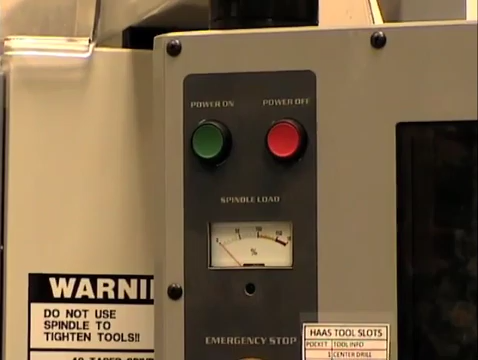 POWER ON
POWER OFF
SPINDLE LOAD
%
EMERGENCY STOP
DO NOT USE
SPINDLE TO
TIGHTEN TOOLS!!
HAAS TOOL SLOTS
POCKET TOOL INFO
1 CENTER DRILL